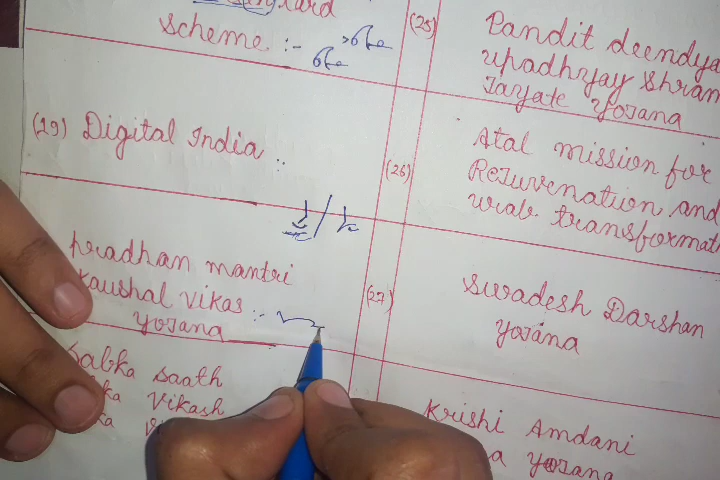 scheme :-
(29) Digital India :-
pradhan mantri
Kaushal Vikas :-
Yojana
Sabka Saath
Vikash
(25) Pandit deendya
upadhyay Shram
Jayate Yojana
(26) Atal mission for
Rejuvenation and
transformat
(27) Swadesh Darshan
Yojana
Krishi Amdani
Yojana